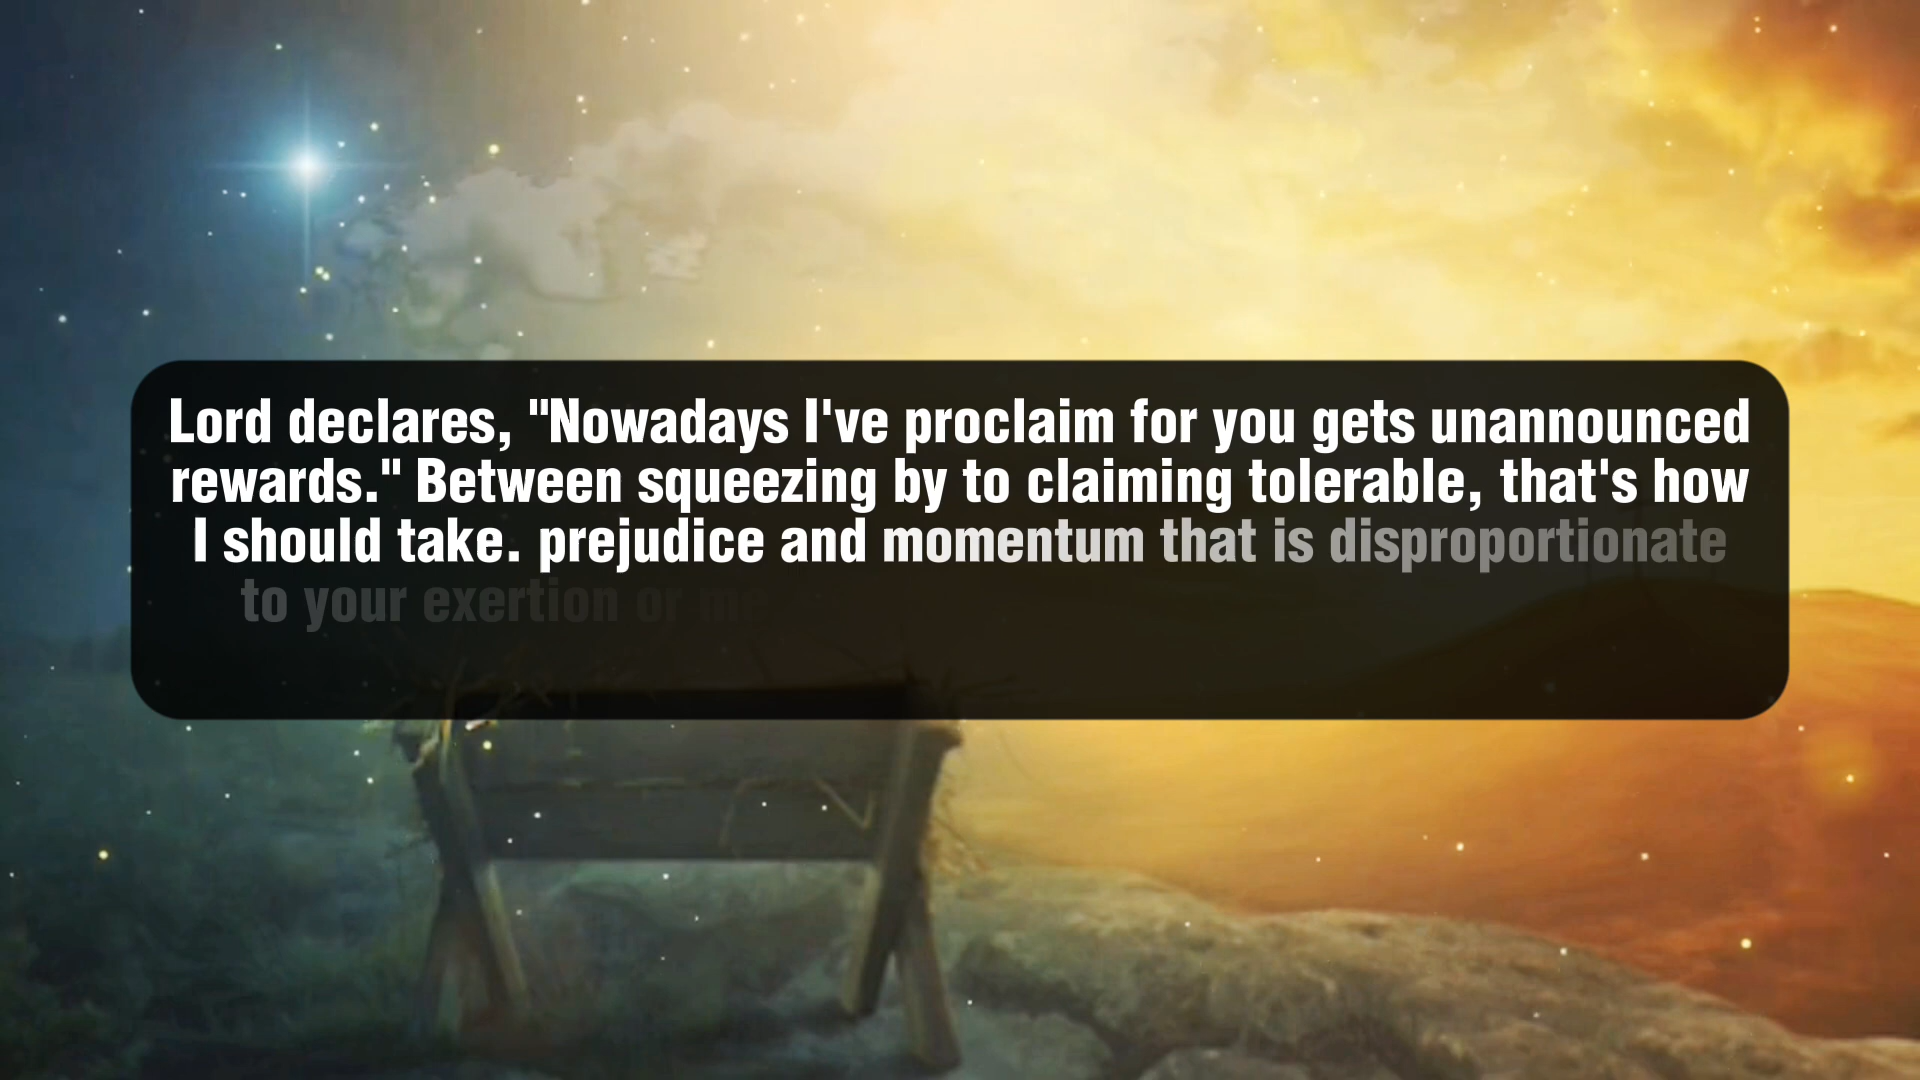 Lord declares, "Nowadays I've proclaim for you gets unannounced
rewards." Between squeezing by to claiming tolerable, that's how
I should take. prejudice and momentum that is disproportionate
to your exertion or